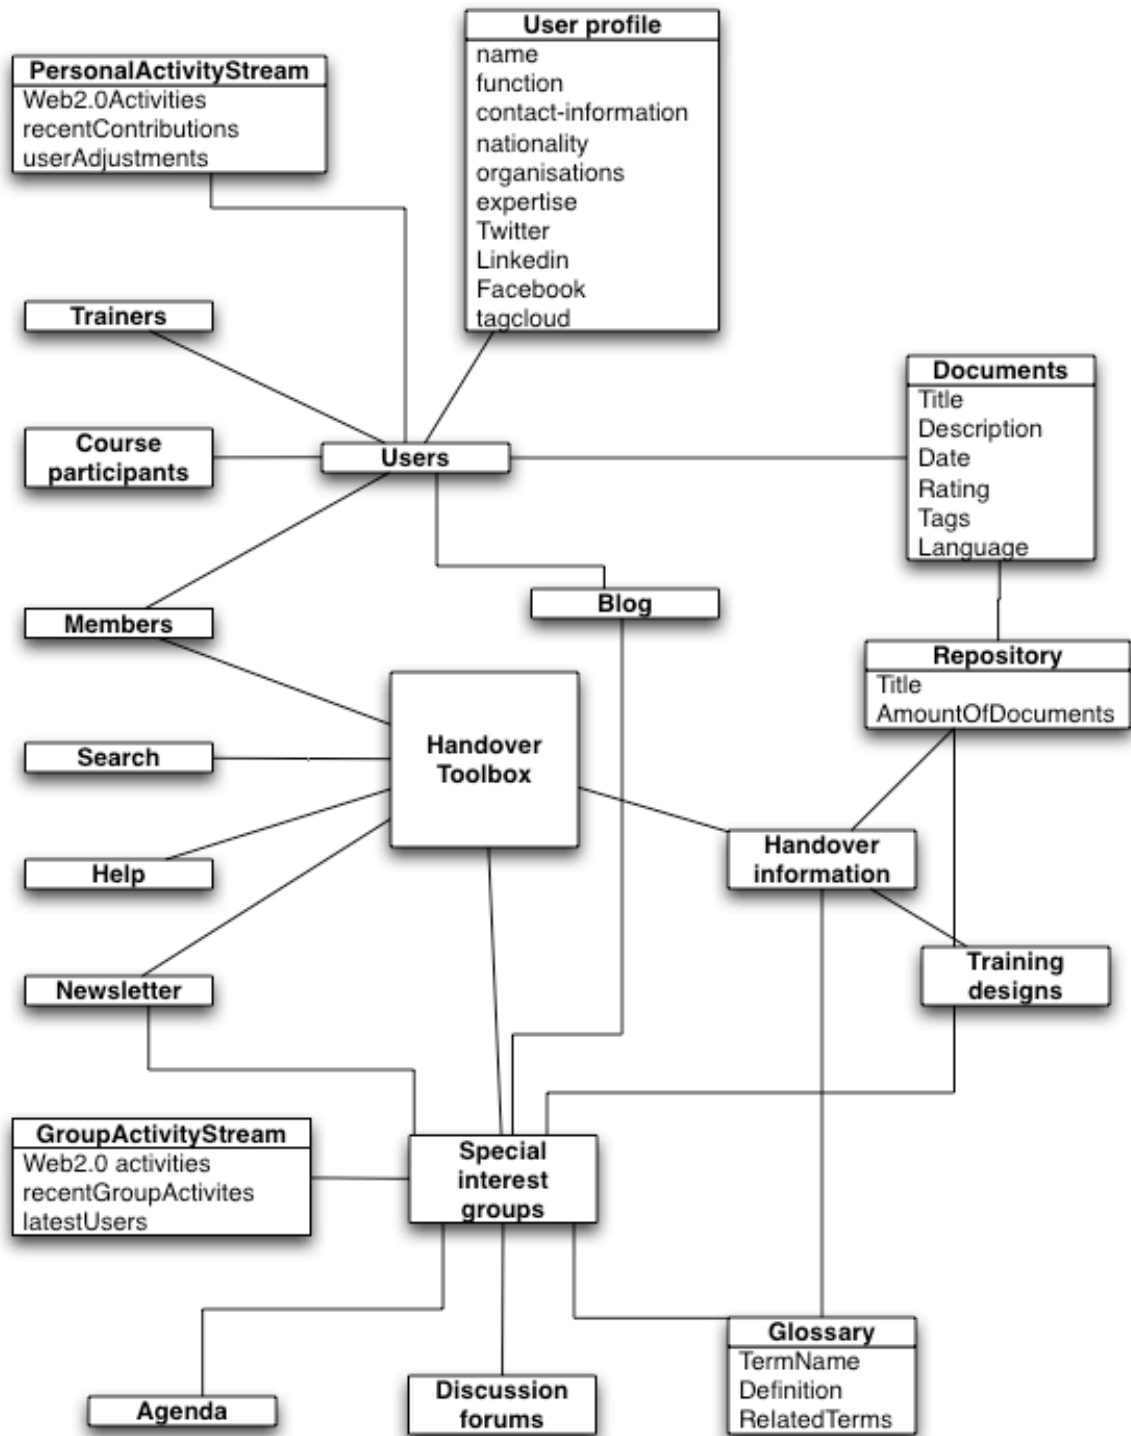 User profile
name
function
contact-information
nationality
organisations
expertise
Twitter
Linkedin
Facebook
tagcloud
PersonalActivityStream
Web2.0Activities
recentContributions
userAdjustments
Trainers
Documents
Title
Description
Date
Rating
Tags
Language
Course
participants
Users
Blog
Members
Repository
Title
AmountOfDocuments
Handover
Toolbox
Search
Handover
information
Help
Training
designs
Newsletter
GroupActivityStream
Web2.0 activities
recentGroupActivites
latestUsers
Special
interest
groups
Glossary
TermName
Definition
RelatedTerms
Agenda
Discussion
forums